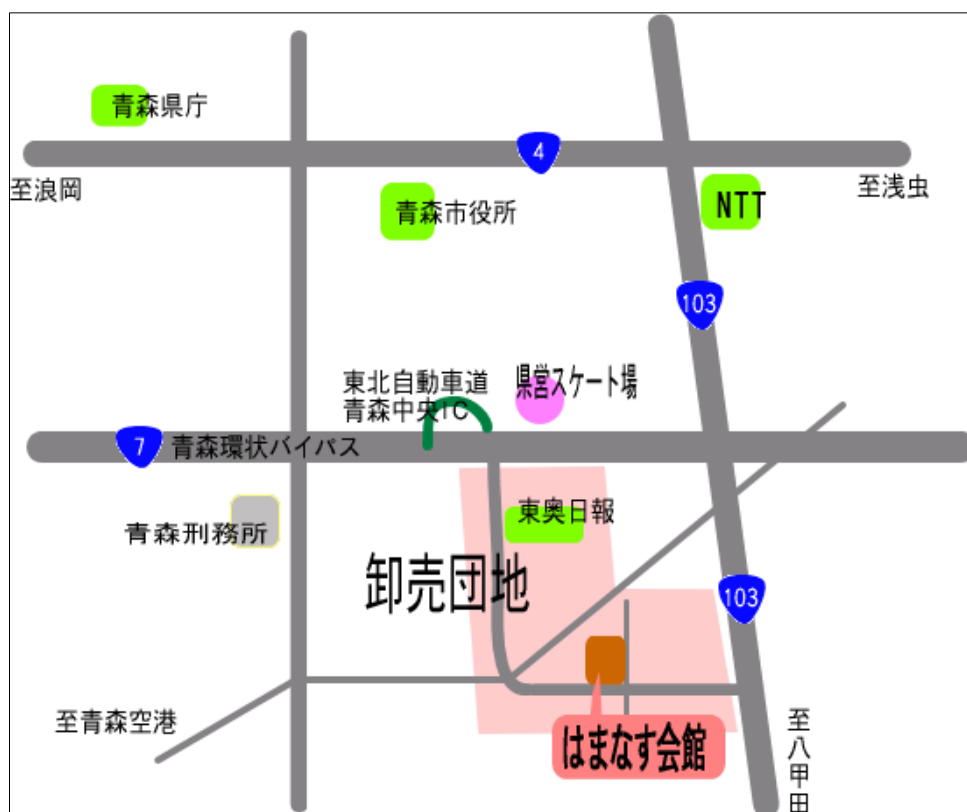 青森県庁
4
至浪岡
至浅虫
青森市役所
NTT
103
東北自動車道
青森中央IC
県営スケート場
7
青森環状バイパス
東奥日報
青森刑務所
卸売団地
103
至青森空港
はまなす会館
至八甲田